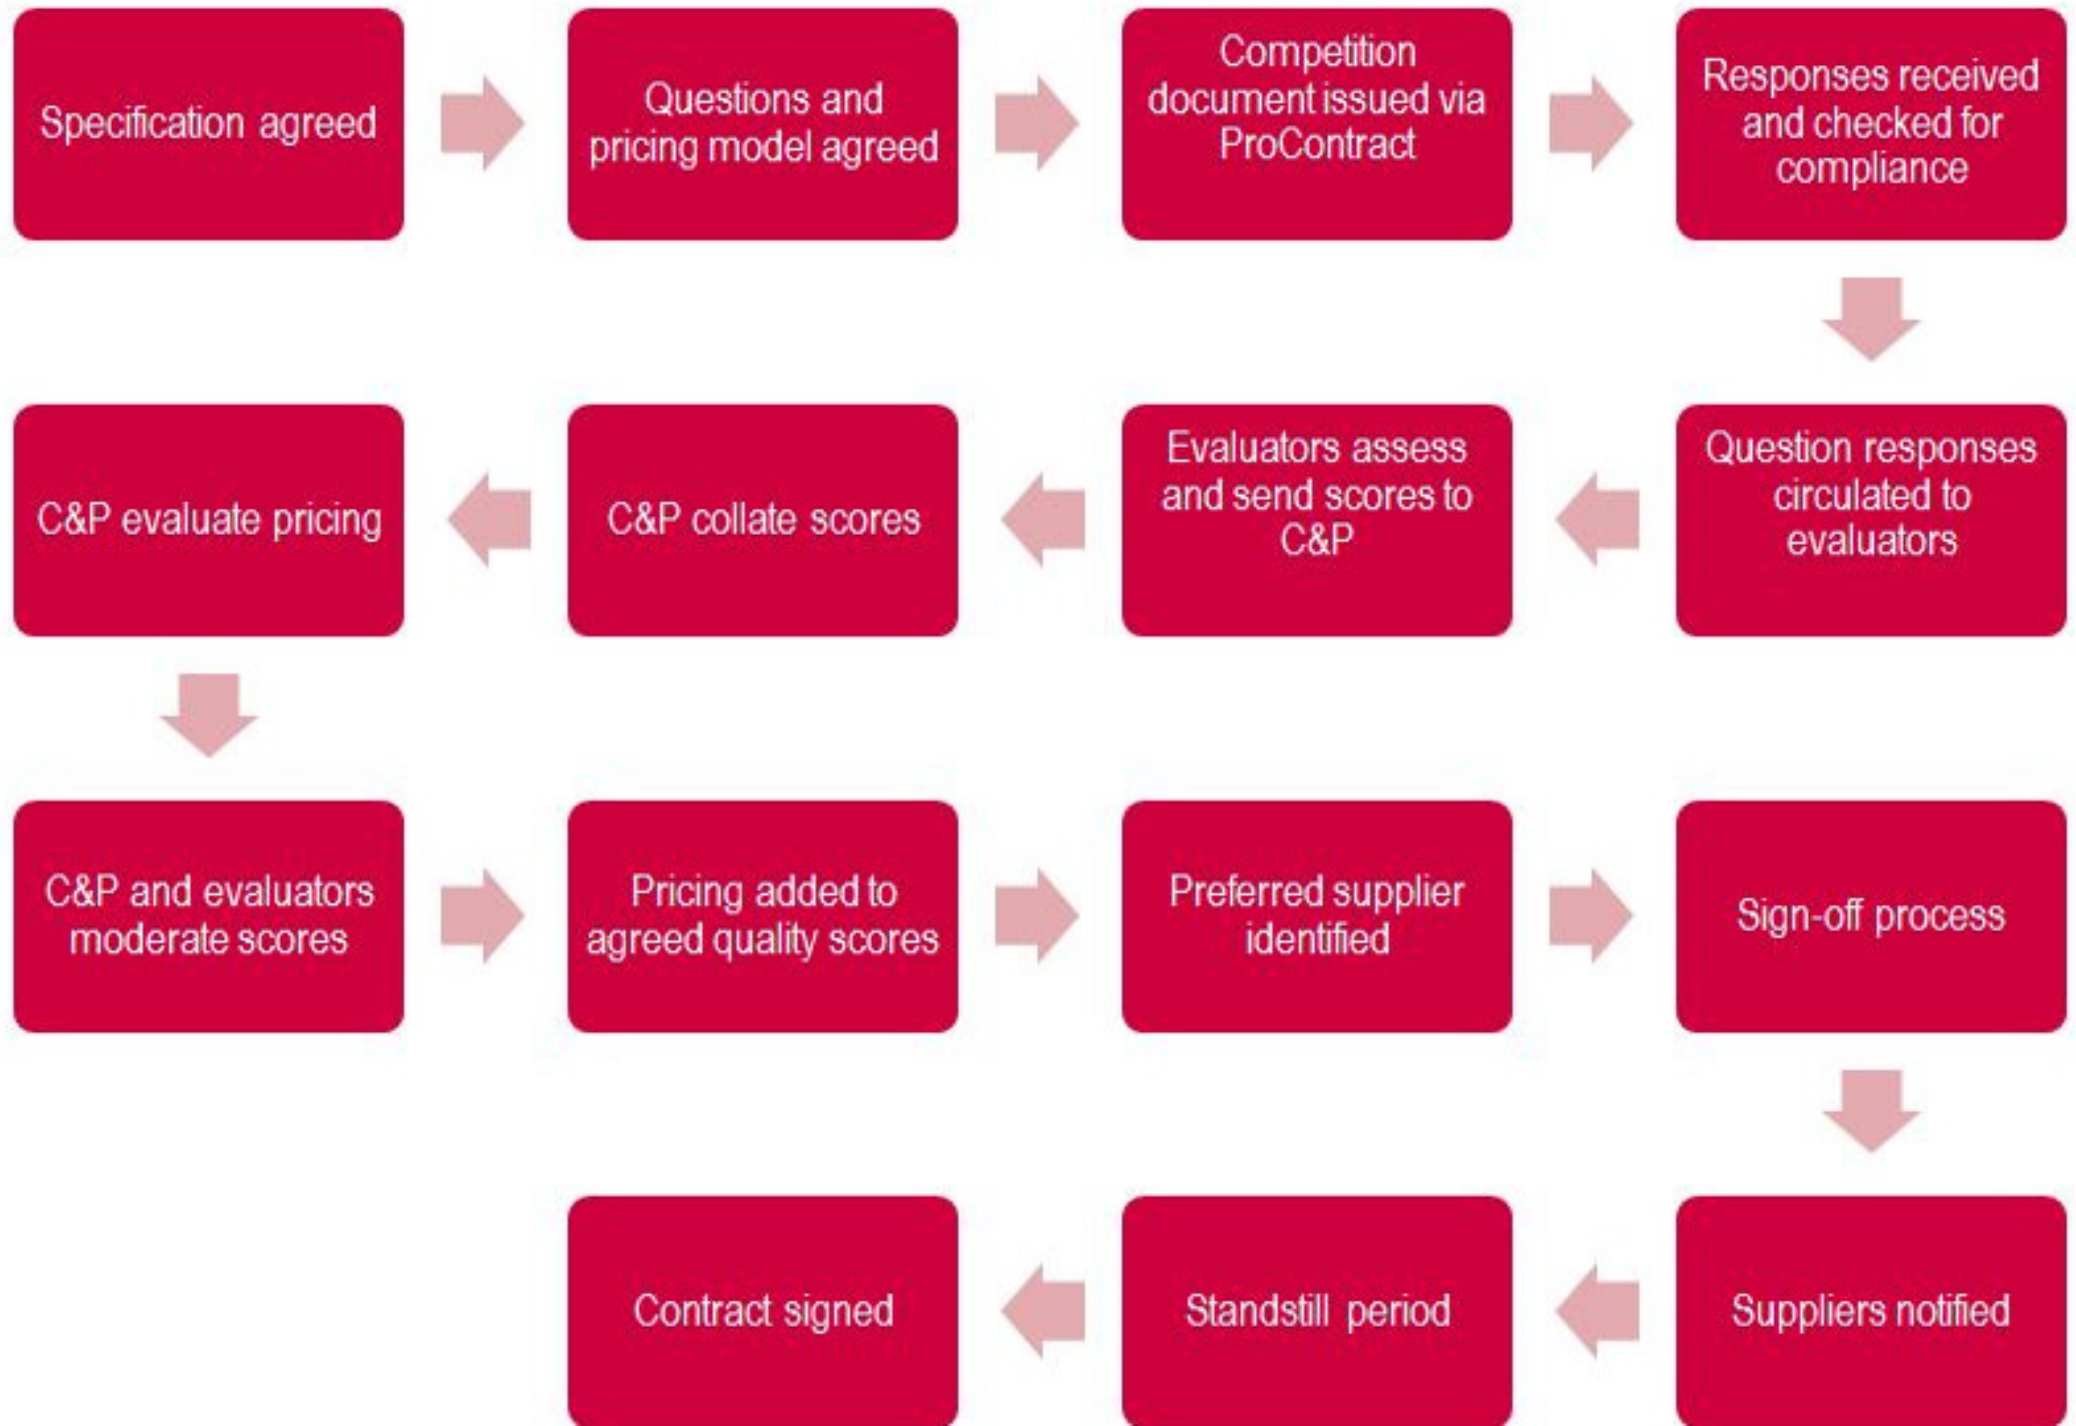 Specification agreed
Questions and
pricing model agreed
Competition
document issued via
ProContract
Responses received
and checked for
compliance
Question responses
circulated to
evaluators
Evaluators assess
and send scores to
C&P
C&P collate scores
C&P evaluate pricing
C&P and evaluators
moderate scores
Pricing added to
agreed quality scores
Preferred supplier
identified
Sign-off process
Suppliers notified
Standstill period
Contract signed